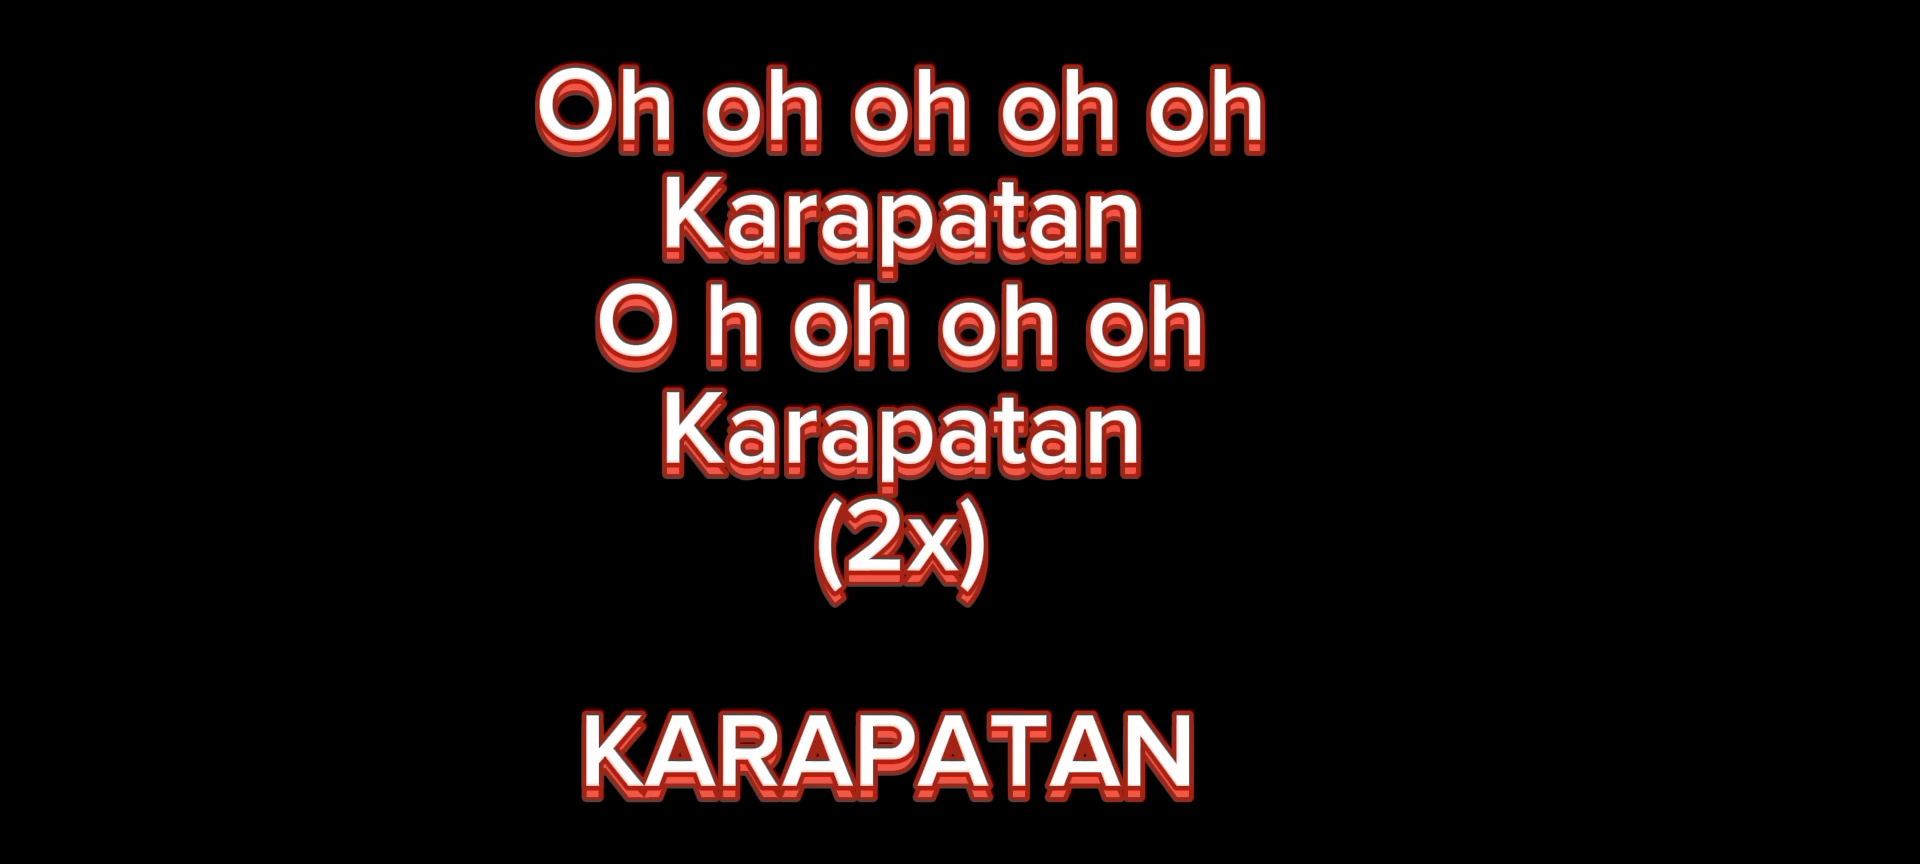 Oh oh oh oh oh
Karapatan
O h oh oh oh
Karapatan
(2x)
KARAPATAN